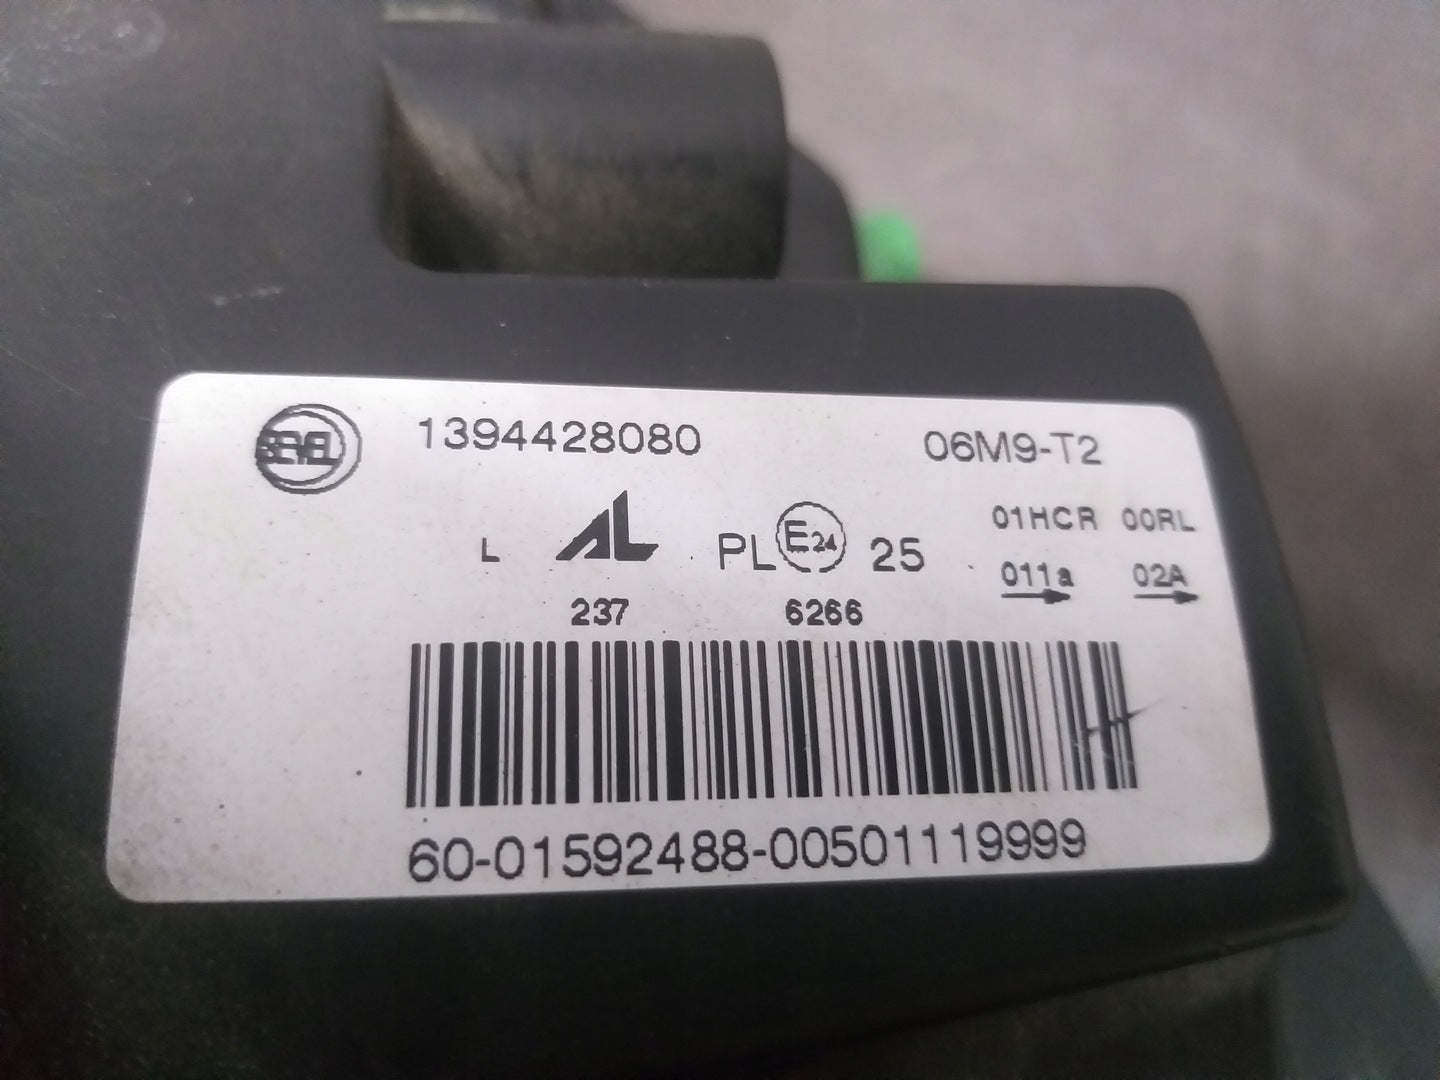 SEVEL 1394428080 06M9-T2
L AL PL E24 25 01HCR 00RL
011a 02A
237 6266
60-01592488-00501119999